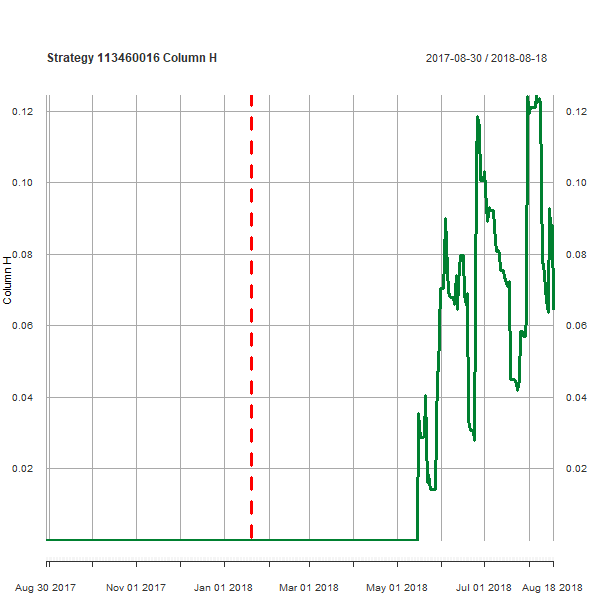 Strategy 113460016 Column H
2017-08-30 / 2018-08-18
0.12
0.12
0.10
0.10
0.08
0.08
Column H
0.06
0.06
0.04
0.04
0.02
0.02
Aug 30 2017
Nov 01 2017
Jan 01 2018
Mar 01 2018
May 01 2018
Jul 01 2018
Aug 18 2018